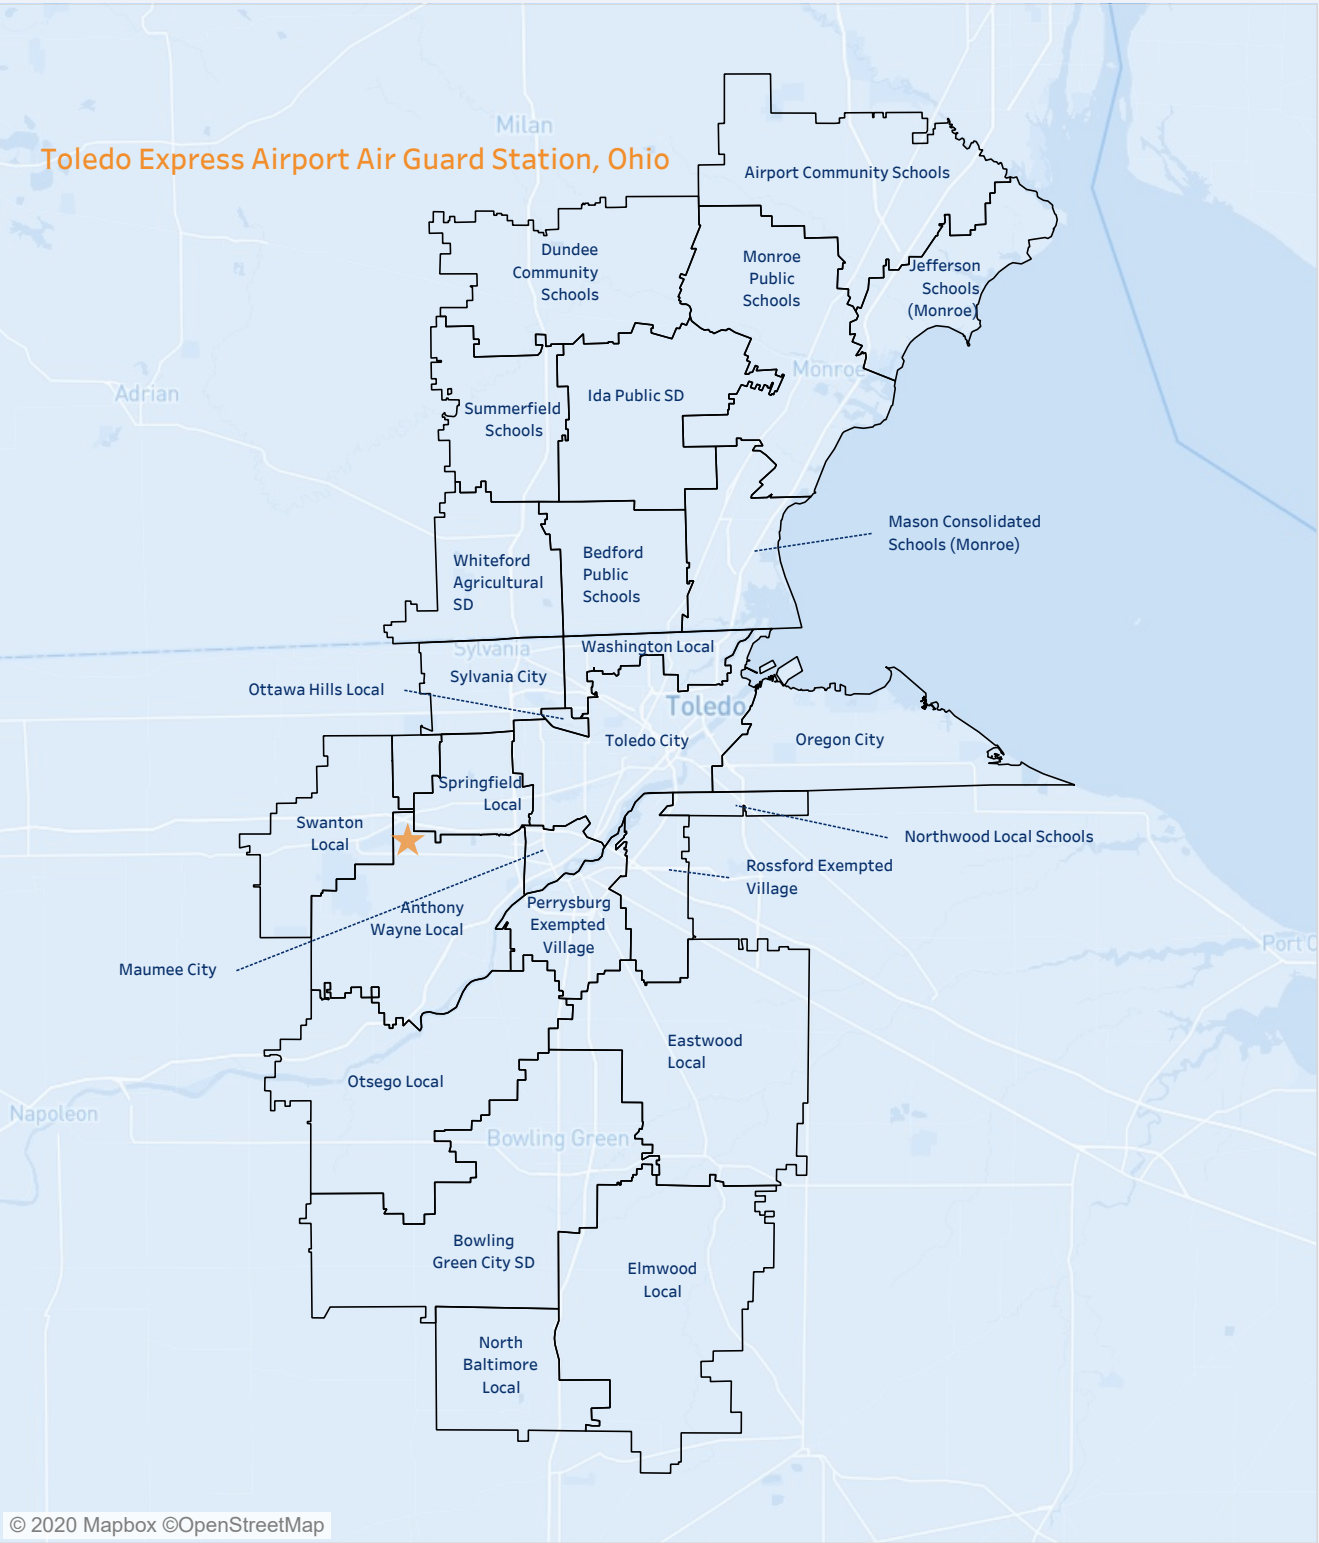 Milan
Toledo Express Airport Air Guard Station, Ohio
Airport Community Schools
Dundee
Community
Schools
Monroe
Public
Schools
Jefferson
Schools
(Monroe)
Monroe
Adrian
Ida Public SD
Summerfield
Schools
Mason Consolidated
Schools (Monroe)
Whiteford
Agricultural
SD
Bedford
Public
Schools
Washington Local
Sylvania
Sylvania City
Ottawa Hills Local
Toledo
Toledo City
Oregon City
Springfield
Local
Swanton
Local
Northwood Local Schools
Rossford Exempted
Village
Anthony
Wayne Local
Perrysburg
Exempted
Village
Maumee City
Port C
Eastwood
Local
Otsego Local
Napoleon
Bowling Green
Bowling
Green City SD
Elmwood
Local
North
Baltimore
Local
© 2020 Mapbox ©OpenStreetMap